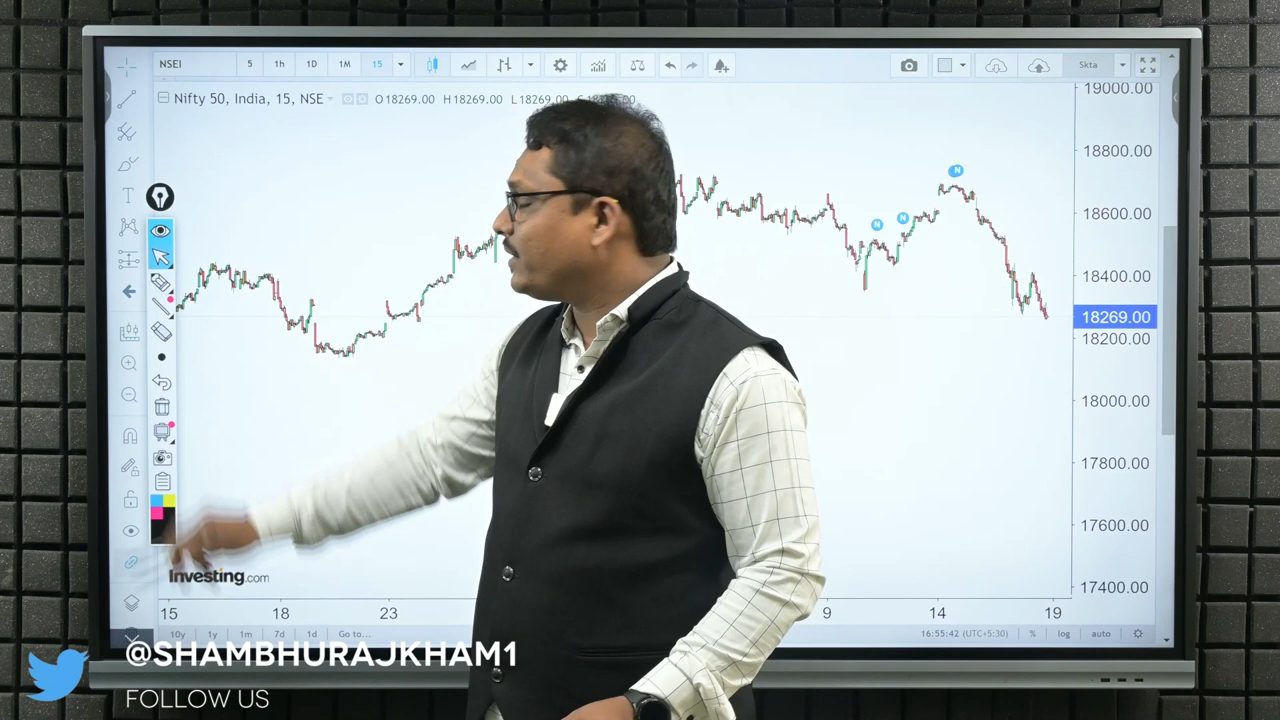 NSEI 5 1h 1D 1M 15 Skta
Nifty 50, India, 15, NSE O18269.00 H18269.00 L18269.00
19000.00
18800.00
18600.00
18400.00
18269.00
18200.00
18000.00
17800.00
17600.00
17400.00
T
N
N
N
Investing.com
15 18 23 9 14 19
10y 1y 1m 7d 1d Go to... 16:55:42 (UTC+5:30) % log auto
@SHAMBHURAJKHAM1
FOLLOW US